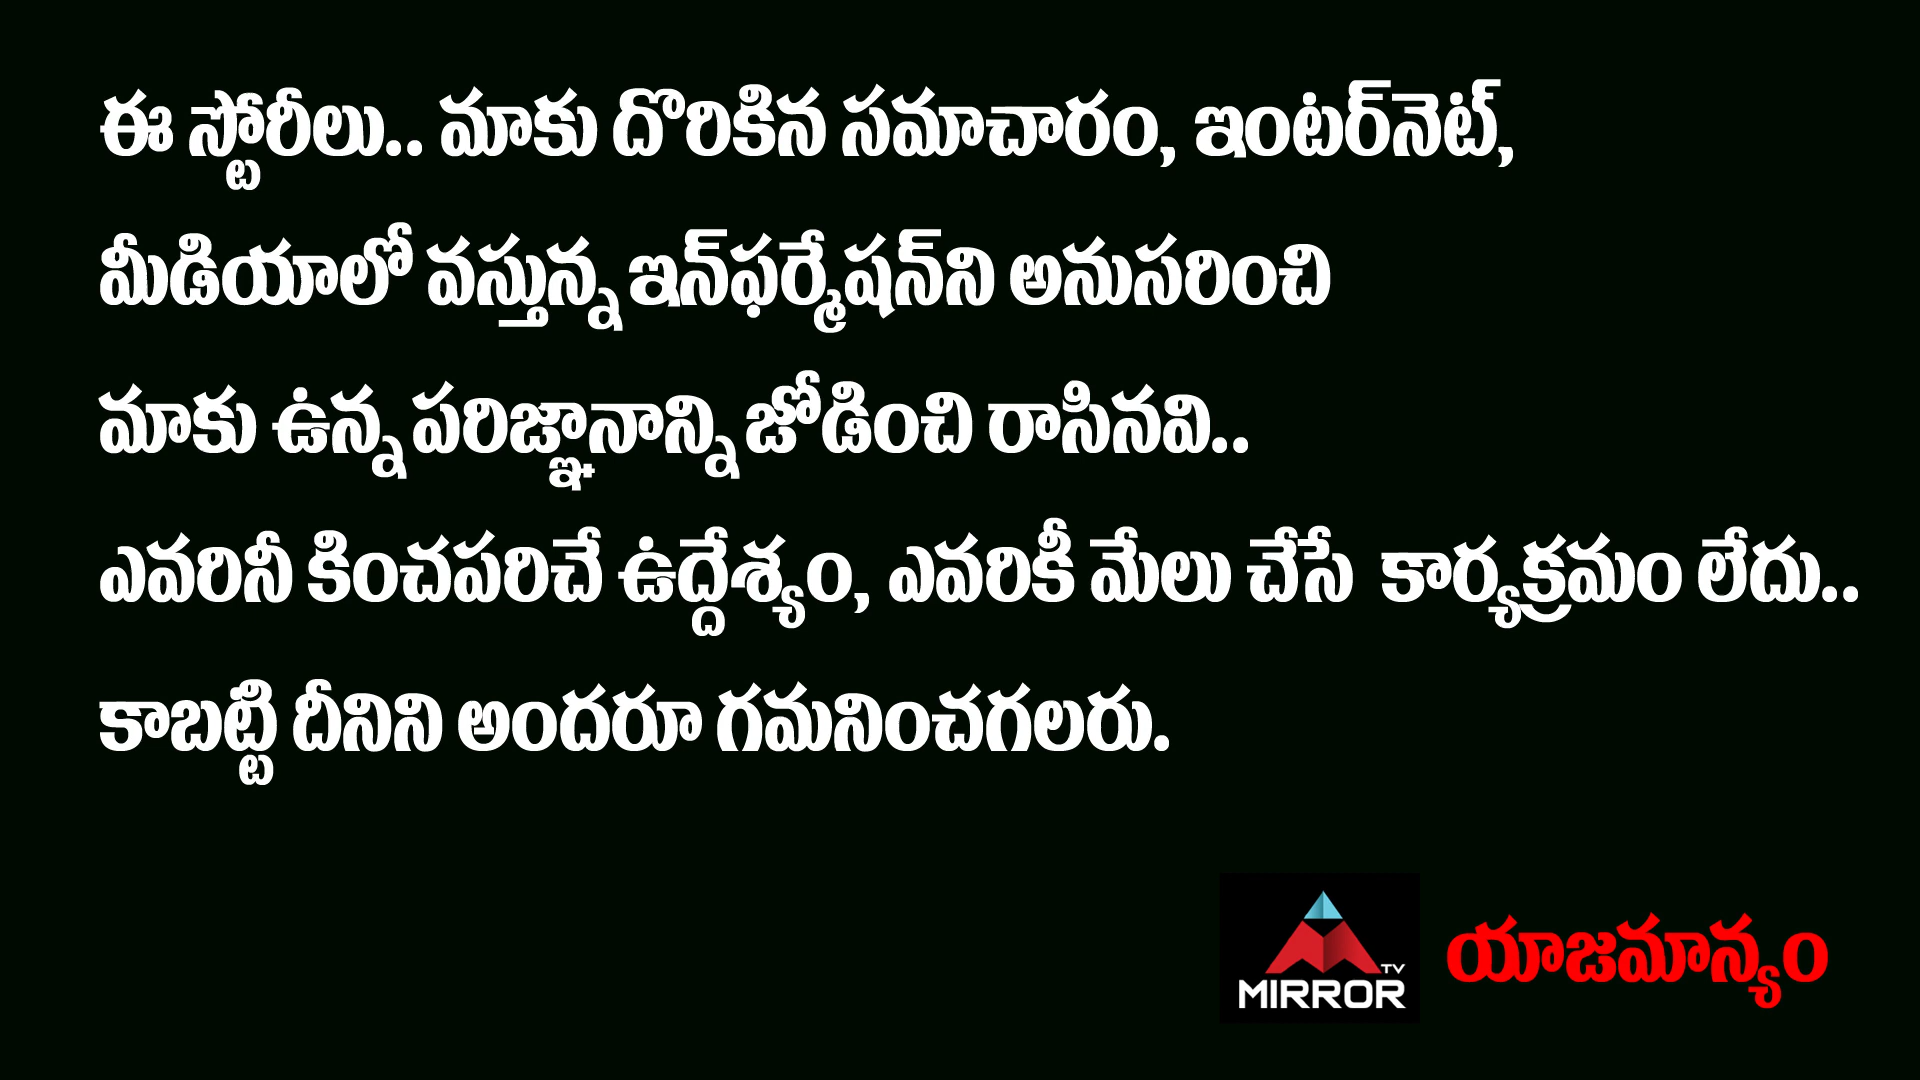 ఈ స్టోరీలు.. మాకు దొరికిన సమాచారం, ఇంటర్‌నెట్,
మీడియాలో వస్తున్న ఇన్‌ఫర్మేషన్‌ని అనుసరించి
మాకు ఉన్న పరిజ్ఞానాన్ని జోడించి రాసినవి..
ఎవరినీ కించపరిచే ఉద్దేశ్యం, ఎవరికీ మేలు చేసే కార్యక్రమం లేదు..
కాబట్టి దీనిని అందరూ గమనించగలరు.
TV
MIRROR
యాజమాన్యం